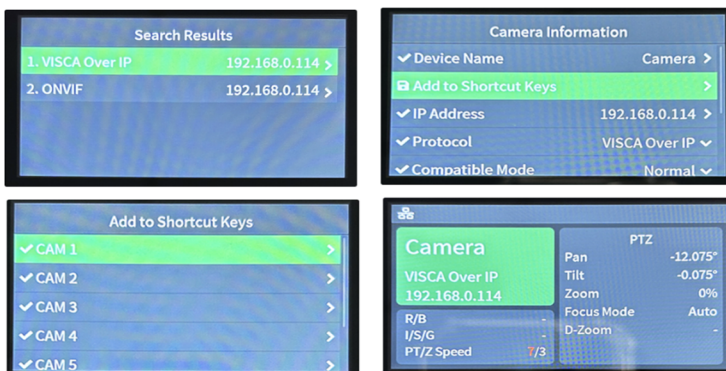 Search Results
1. VISCA Over IP 192.168.0.114 >
2. ONVIF 192.168.0.114 >
Camera Information
Device Name Camera >
Add to Shortcut Keys >
IP Address 192.168.0.114 >
Protocol VISCA Over IP
Compatible Mode Normal
Add to Shortcut Keys
CAM 1 >
CAM 2 >
CAM 3 >
CAM 4 >
CAM 5 >
Camera
VISCA Over IP
192.168.0.114
R/B -
I/S/G -
PT/Z Speed 7/3
PTZ
Pan -12.075°
Tilt -0.075°
Zoom 0%
Focus Mode Auto
D-Zoom -